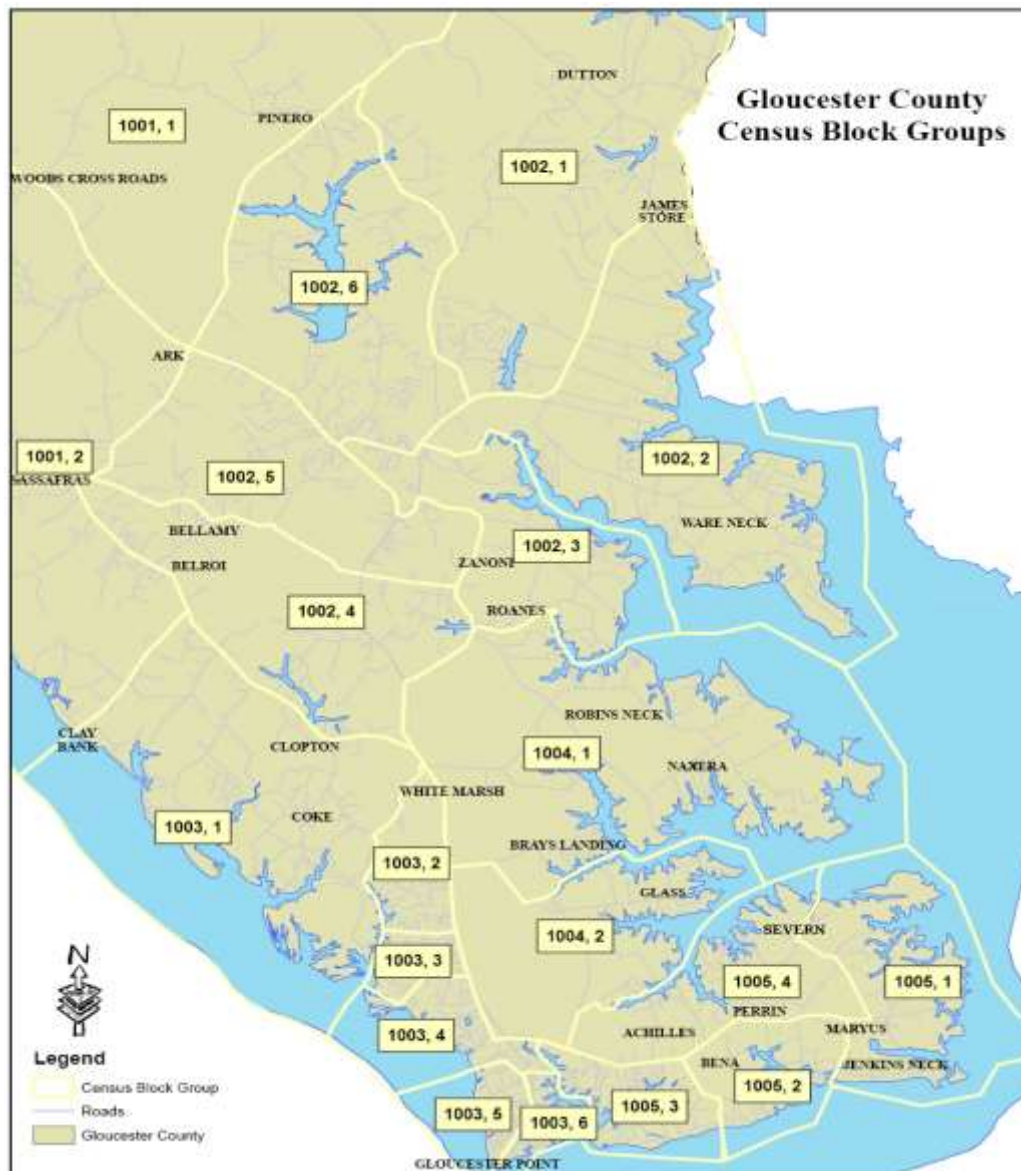 Gloucester County
Census Block Groups
DUTTON
PINERO
1001, 1
1002, 1
WOODS CROSS ROADS
JAMES
STORE
1002, 6
ARK
1001, 2
SASSAFRAS
1002, 5
1002, 2
BELLAMY
WARE NECK
1002, 3
BELROI
ZANONI
1002, 4
ROANES
ROBINS NECK
CLAY
BANK
CLOPTON
1004, 1
NAXERA
WHITE MARSH
1003, 1
COKE
BRAYS LANDING
1003, 2
GLASS
SEVERN
1004, 2
N
1003, 3
1005, 4
1005, 1
PERRIN
1003, 4
ACHILLES
MARYUS
BENA
JENKINS NECK
1005, 2
1003, 5
1003, 6
1005, 3
GLOUCESTER POINT
Legend
Census Block Group
Roads
Gloucester County